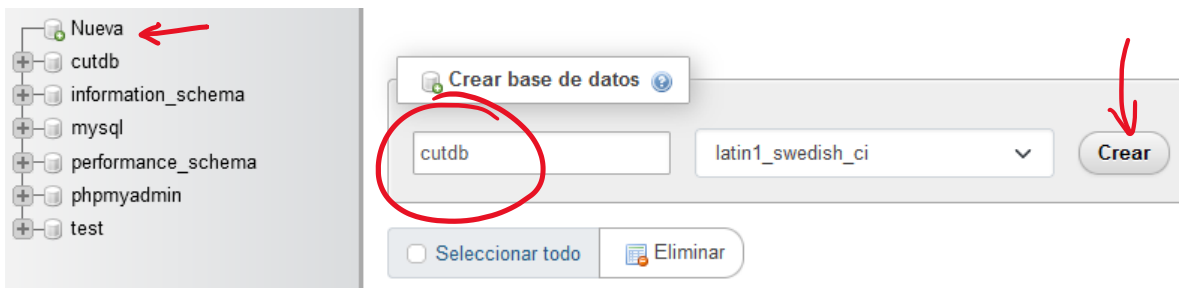 Nueva
cutdb
information_schema
mysql
performance_schema
phpmyadmin
test
Crear base de datos
cutdb
latin1_swedish_ci
Crear
Seleccionar todo
Eliminar